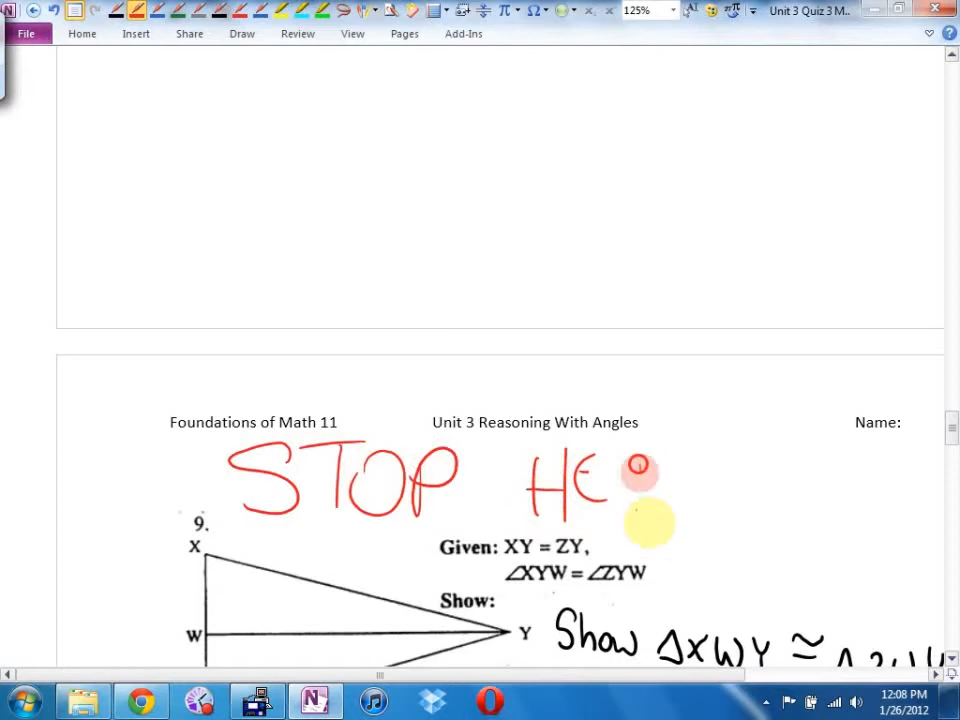 125%
Unit 3 Quiz 3 M..
File Home Insert Share Draw Review View Pages Add-Ins
Foundations of Math 11 Unit 3 Reasoning With Angles Name:
STOP HE
9.
X
Given: XY = ZY,
∠XYW = ∠ZYW
Show:
W
Y
Show ΔXWY ≅
12:08 PM
1/26/2012